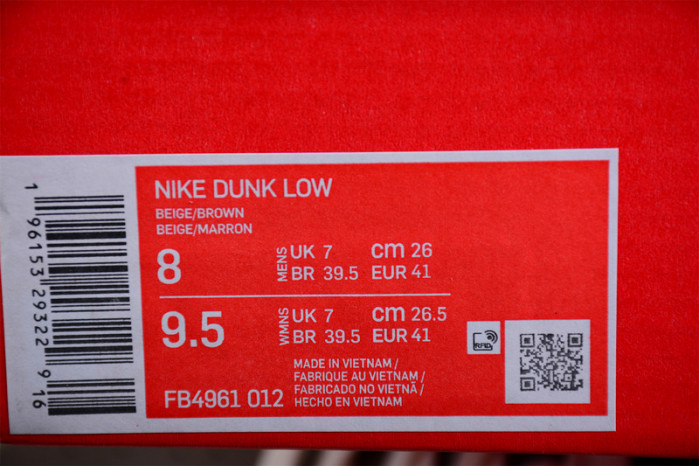 1 96153 29322 9 16
NIKE DUNK LOW
BEIGE/BROWN
BEIGE/MARRON
8
MENS
UK 7 cm 26
BR 39.5 EUR 41
9.5
WMNS
UK 7 cm 26.5
BR 39.5 EUR 41
MADE IN VIETNAM /
FABRIQUE AU VIETNAM /
FABRICADO NO VIETNÃ /
HECHO EN VIETNAM
FB4961 012
RFID